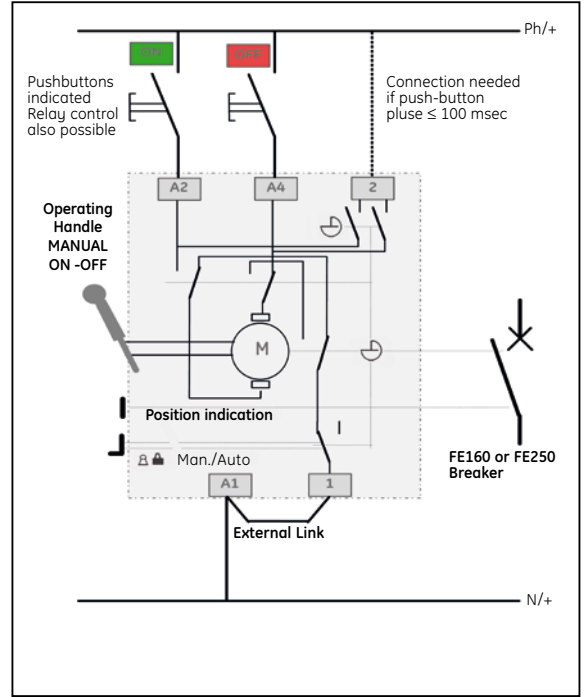 Ph/+
ON
OFF
Pushbuttons
indicated
Relay control
also possible
Connection needed
if push-button
pluse ≤ 100 msec
A2
A4
2
Operating
Handle
MANUAL
ON -OFF
M
Position indication
I
Man./Auto
FE160 or FE250
Breaker
A1
1
External Link
N/+